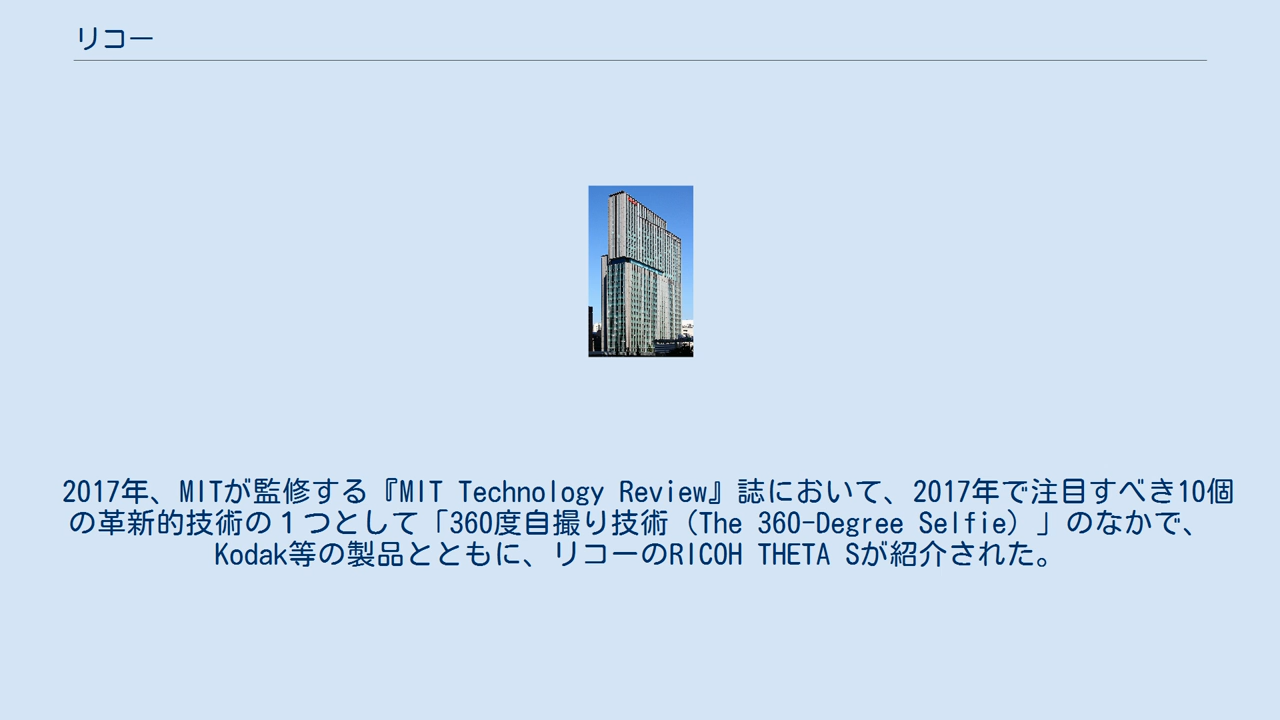 リコー
2017年、MITが監修する『MIT Technology Review』誌において、2017年で注目すべき10個
の革新的技術の１つとして「360度自撮り技術（The 360-Degree Selfie）」のなかで、
Kodak等の製品とともに、リコーのRICOH THETA Sが紹介された。